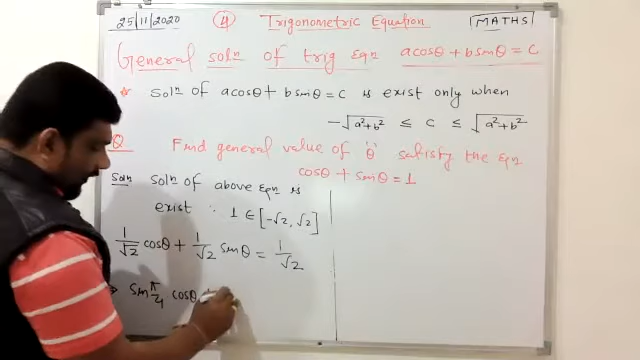 25/11/2020 ④ Trigonometric Equation MATHS
General solⁿ of trig Eqn acosθ + bsinθ = c
* Solⁿ of acosθ + bsinθ = c is exist only when
-√a²+b² ≤ c ≤ √a²+b²
Q Find general value of 'θ' satisfy the Eqn
cosθ + sinθ = 1
Solⁿ Solⁿ of above Eqn is
exist ∵ 1 ∈ [-√2, √2]
1/√2 cosθ + 1/√2 sinθ = 1/√2
⇒ sin π/4 cosθ +